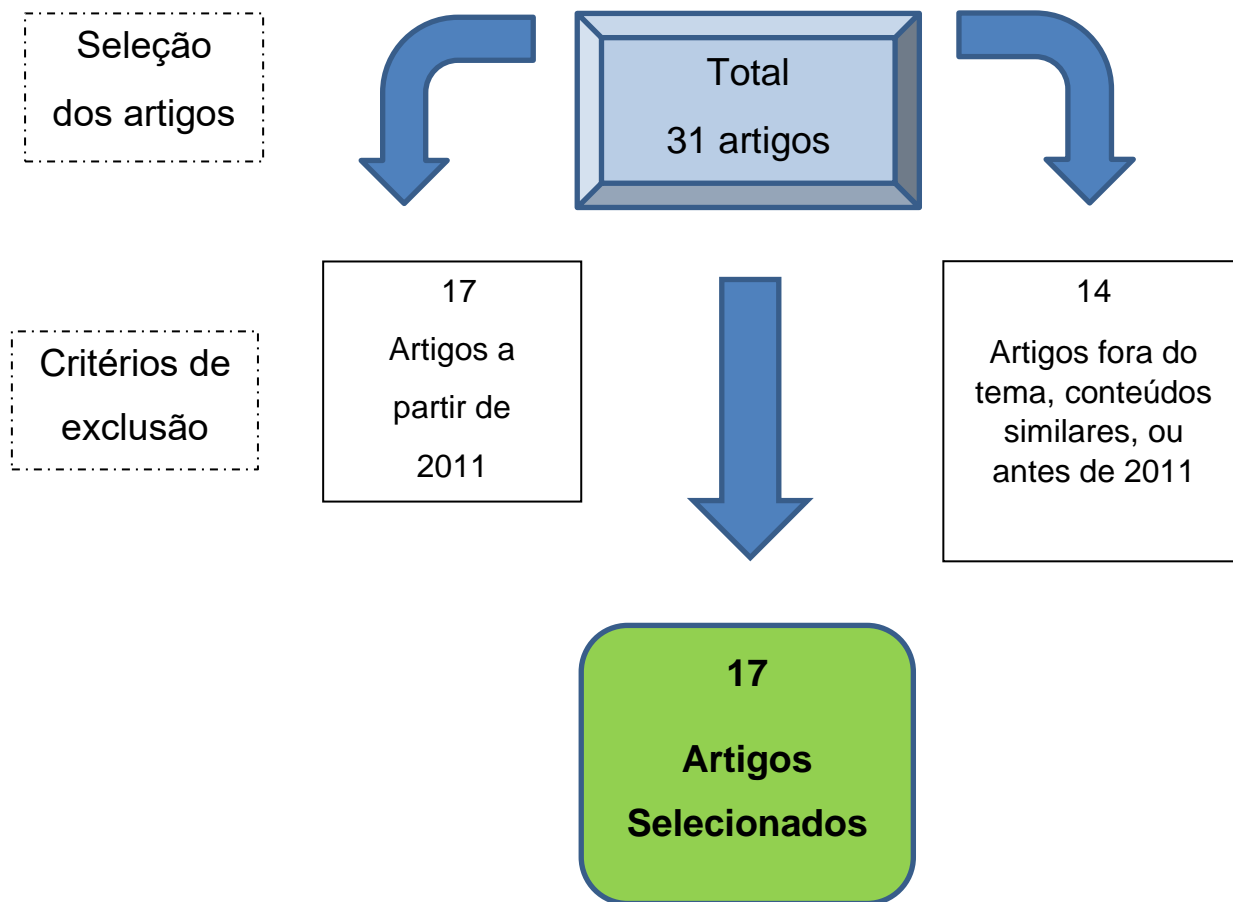 Seleção
dos artigos
Total
31 artigos
Critérios de
exclusão
17
Artigos a
partir de
2011
14
Artigos fora do
tema, conteúdos
similares, ou
antes de 2011
17
Artigos
Selecionados